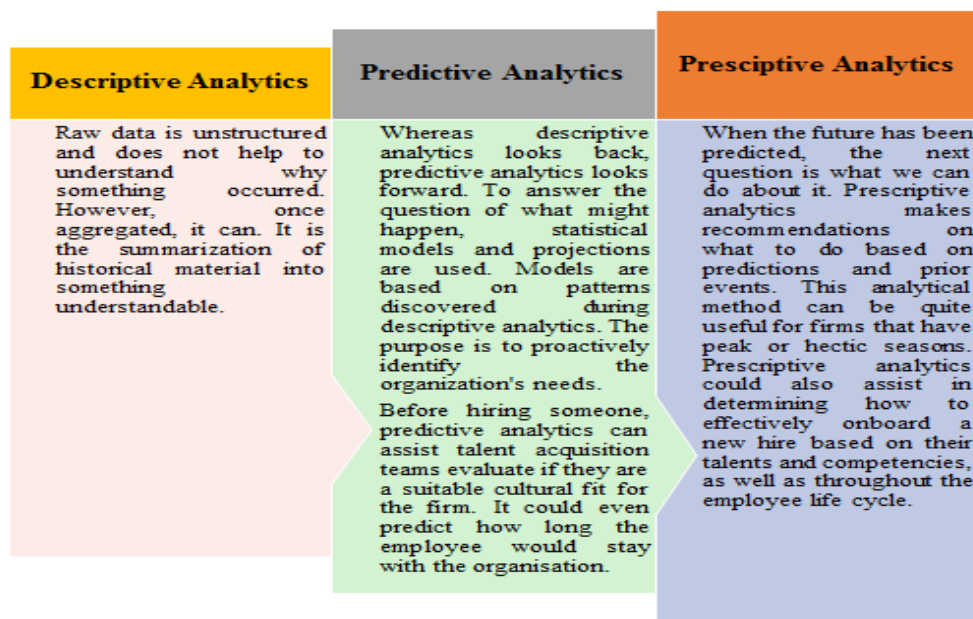 Descriptive Analytics
Raw data is unstructured
and does not help to
understand why
something occurred.
However, once
aggregated, it can. It is
the summarization of
historical material into
something
understandable.
Predictive Analytics
Whereas descriptive
analytics looks back,
predictive analytics looks
forward. To answer the
question of what might
happen, statistical
models and projections
are used. Models are
based on patterns
discovered during
descriptive analytics. The
purpose is to proactively
identify the
organization's needs.
Before hiring someone,
predictive analytics can
assist talent acquisition
teams evaluate if they are
a suitable cultural fit for
the firm. It could even
predict how long the
employee would stay
with the organisation.
Presciptive Analytics
When the future has been
predicted, the next
question is what we can
do about it. Prescriptive
analytics makes
recommendations on
what to do based on
predictions and prior
events. This analytical
method can be quite
useful for firms that have
peak or hectic seasons.
Prescriptive analytics
could also assist in
determining how to
effectively onboard a
new hire based on their
talents and competencies,
as well as throughout the
employee life cycle.